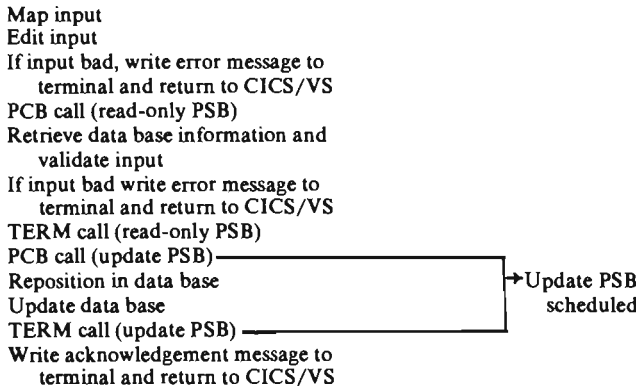 Map input
Edit input
If input bad, write error message to
terminal and return to CICS/VS
PCB call (read-only PSB)
Retrieve data base information and
validate input
If input bad write error message to
terminal and return to CICS/VS
TERM call (read-only PSB)
PCB call (update PSB)
Reposition in data base
Update data base
TERM call (update PSB)
Write acknowledgement message to
terminal and return to CICS/VS
Update PSB
scheduled